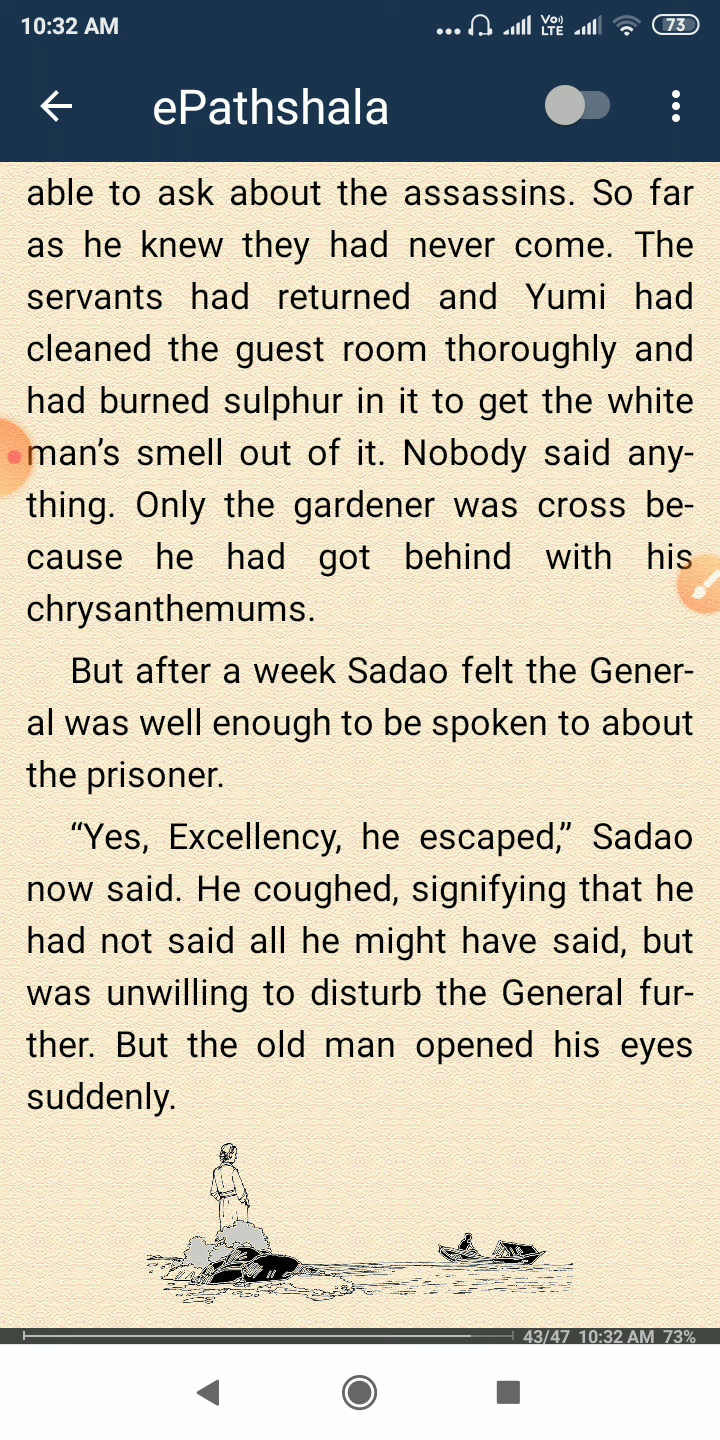 10:32 AM
Vo))
LTE
73
ePathshala
able to ask about the assassins. So far
as he knew they had never come. The
servants had returned and Yumi had
cleaned the guest room thoroughly and
had burned sulphur in it to get the white
man’s smell out of it. Nobody said any-
thing. Only the gardener was cross be-
cause he had got behind with his
chrysanthemums.
But after a week Sadao felt the Gener-
al was well enough to be spoken to about
the prisoner.
“Yes, Excellency, he escaped,” Sadao
now said. He coughed, signifying that he
had not said all he might have said, but
was unwilling to disturb the General fur-
ther. But the old man opened his eyes
suddenly.
43/47 10:32 AM 73%